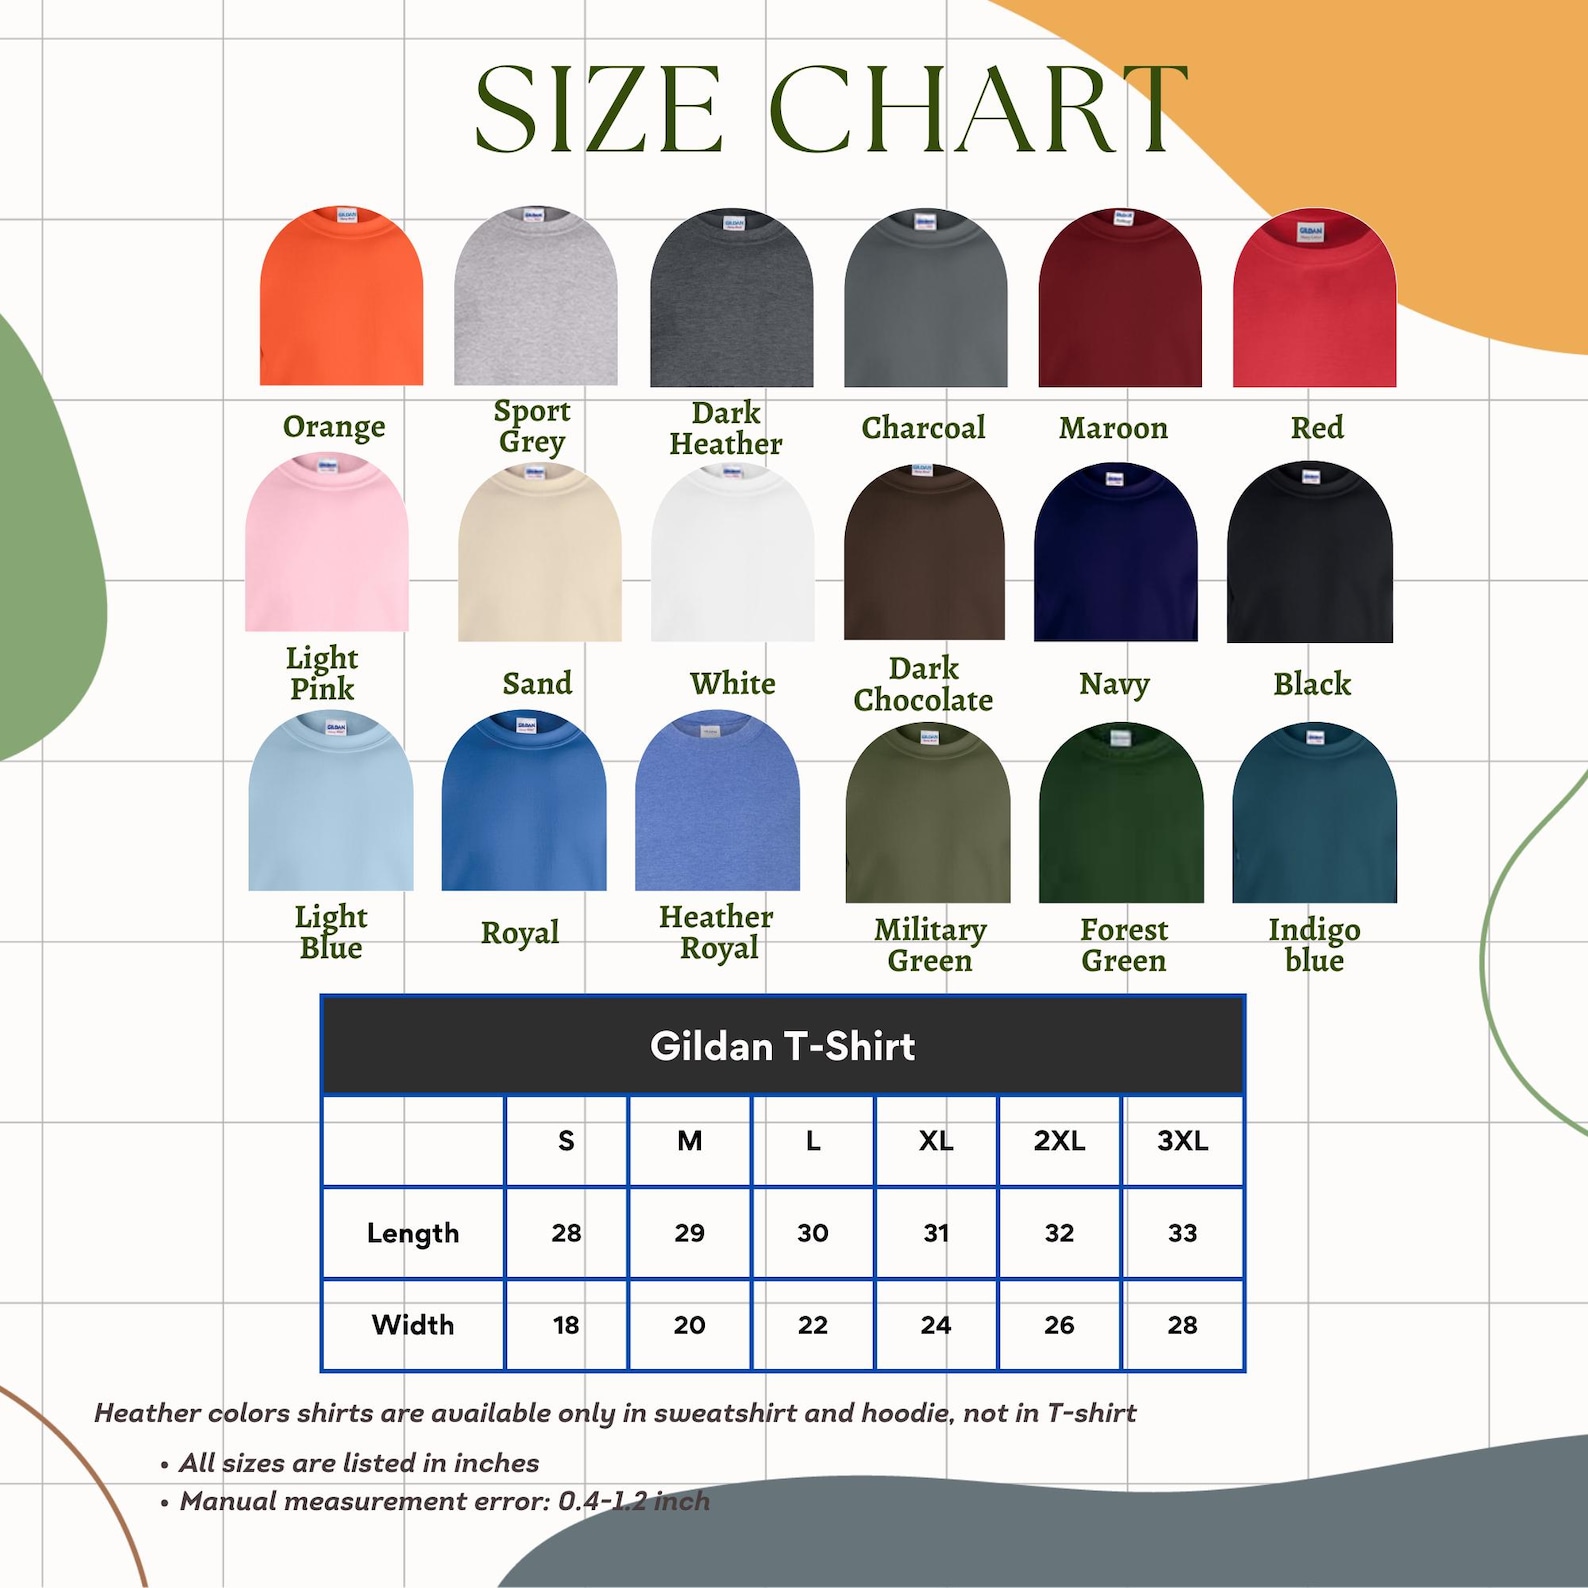 SIZE CHART
Orange
Sport
Grey
Dark
Heather
Charcoal
Maroon
Red
Light
Pink
Sand
White
Dark
Chocolate
Navy
Black
Light
Blue
Royal
Heather
Royal
Military
Green
Forest
Green
Indigo
blue
Gildan T-Shirt
S M L XL 2XL 3XL
Length 28 29 30 31 32 33
Width 18 20 22 24 26 28
Heather colors shirts are available only in sweatshirt and hoodie, not in T-shirt
• All sizes are listed in inches
• Manual measurement error: 0.4-1.2 inch